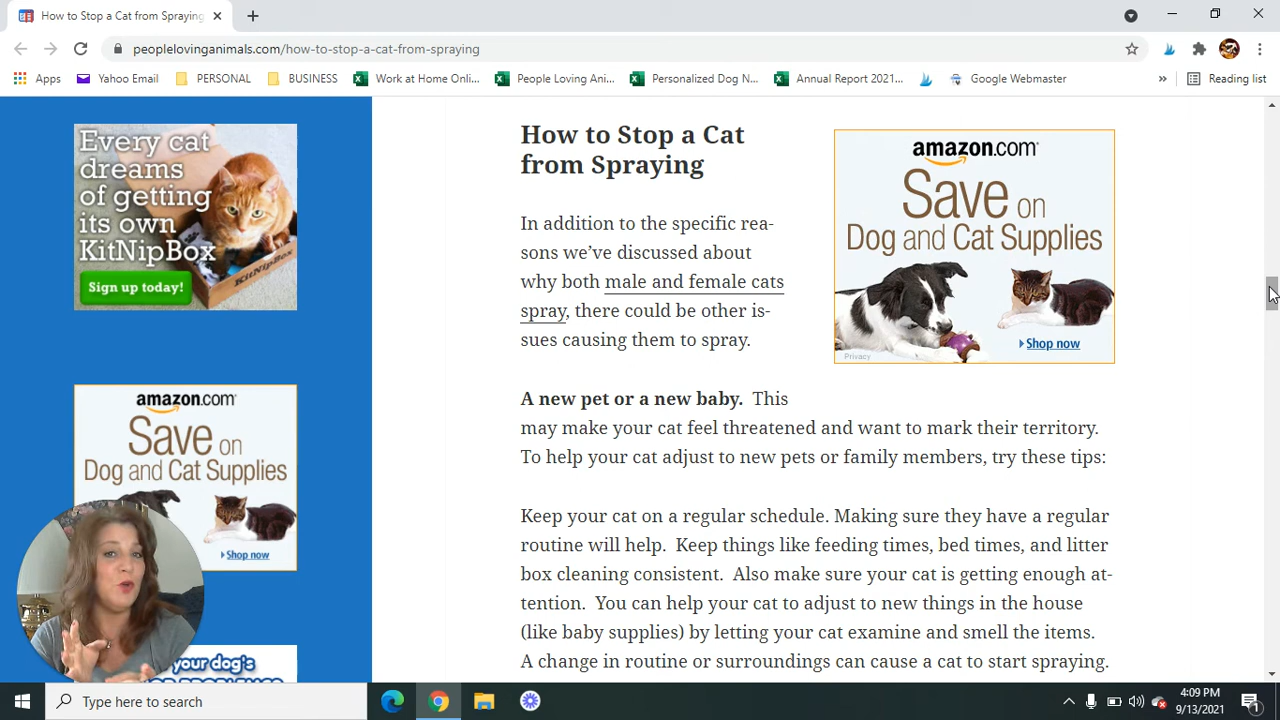 How to Stop a Cat from Spraying
peoplelovinganimals.com/how-to-stop-a-cat-from-spraying
Apps
Yahoo Email
PERSONAL
BUSINESS
Work at Home Onli...
People Loving Ani...
Personalized Dog N...
Annual Report 2021...
Google Webmaster
»
Reading list
Every cat
dreams
of getting
its own
KitNipBox
KitNipBox
Sign up today!
amazon.com
Save on
Dog and Cat Supplies
Shop now
your dog's
How to Stop a Cat
from Spraying
In addition to the specific rea-
sons we've discussed about
why both male and female cats
spray, there could be other is-
sues causing them to spray.
amazon.com
Save on
Dog and Cat Supplies
Shop now
Privacy
A new pet or a new baby. This
may make your cat feel threatened and want to mark their territory.
To help your cat adjust to new pets or family members, try these tips:
Keep your cat on a regular schedule. Making sure they have a regular
routine will help. Keep things like feeding times, bed times, and litter
box cleaning consistent. Also make sure your cat is getting enough at-
tention. You can help your cat to adjust to new things in the house
(like baby supplies) by letting your cat examine and smell the items.
A change in routine or surroundings can cause a cat to start spraying.
Type here to search
4:09 PM
9/13/2021
1